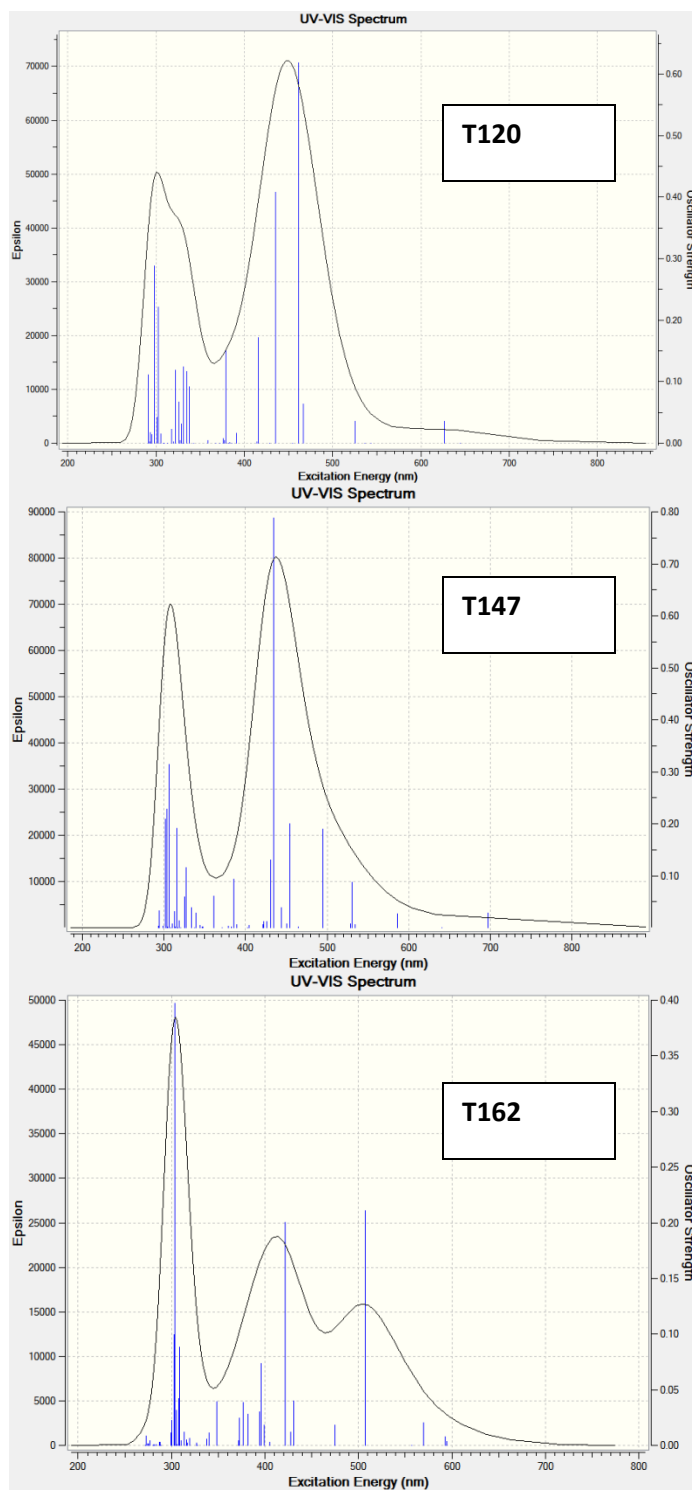 UV-VIS Spectrum
T120
Epsilon
Oscillator Strength
70000
60000
50000
40000
30000
20000
10000
0
0.60
0.50
0.40
0.30
0.20
0.10
0.00
200 300 400 500 600 700 800
Excitation Energy (nm)
UV-VIS Spectrum
T147
Epsilon
Oscillator Strength
90000
80000
70000
60000
50000
40000
30000
20000
10000
0.80
0.70
0.60
0.50
0.40
0.30
0.20
0.10
200 300 400 500 600 700 800
Excitation Energy (nm)
UV-VIS Spectrum
T162
Epsilon
Oscillator Strength
50000
45000
40000
35000
30000
25000
20000
15000
10000
5000
0
0.40
0.35
0.30
0.25
0.20
0.15
0.10
0.05
0.00
200 300 400 500 600 700 800
Excitation Energy (nm)